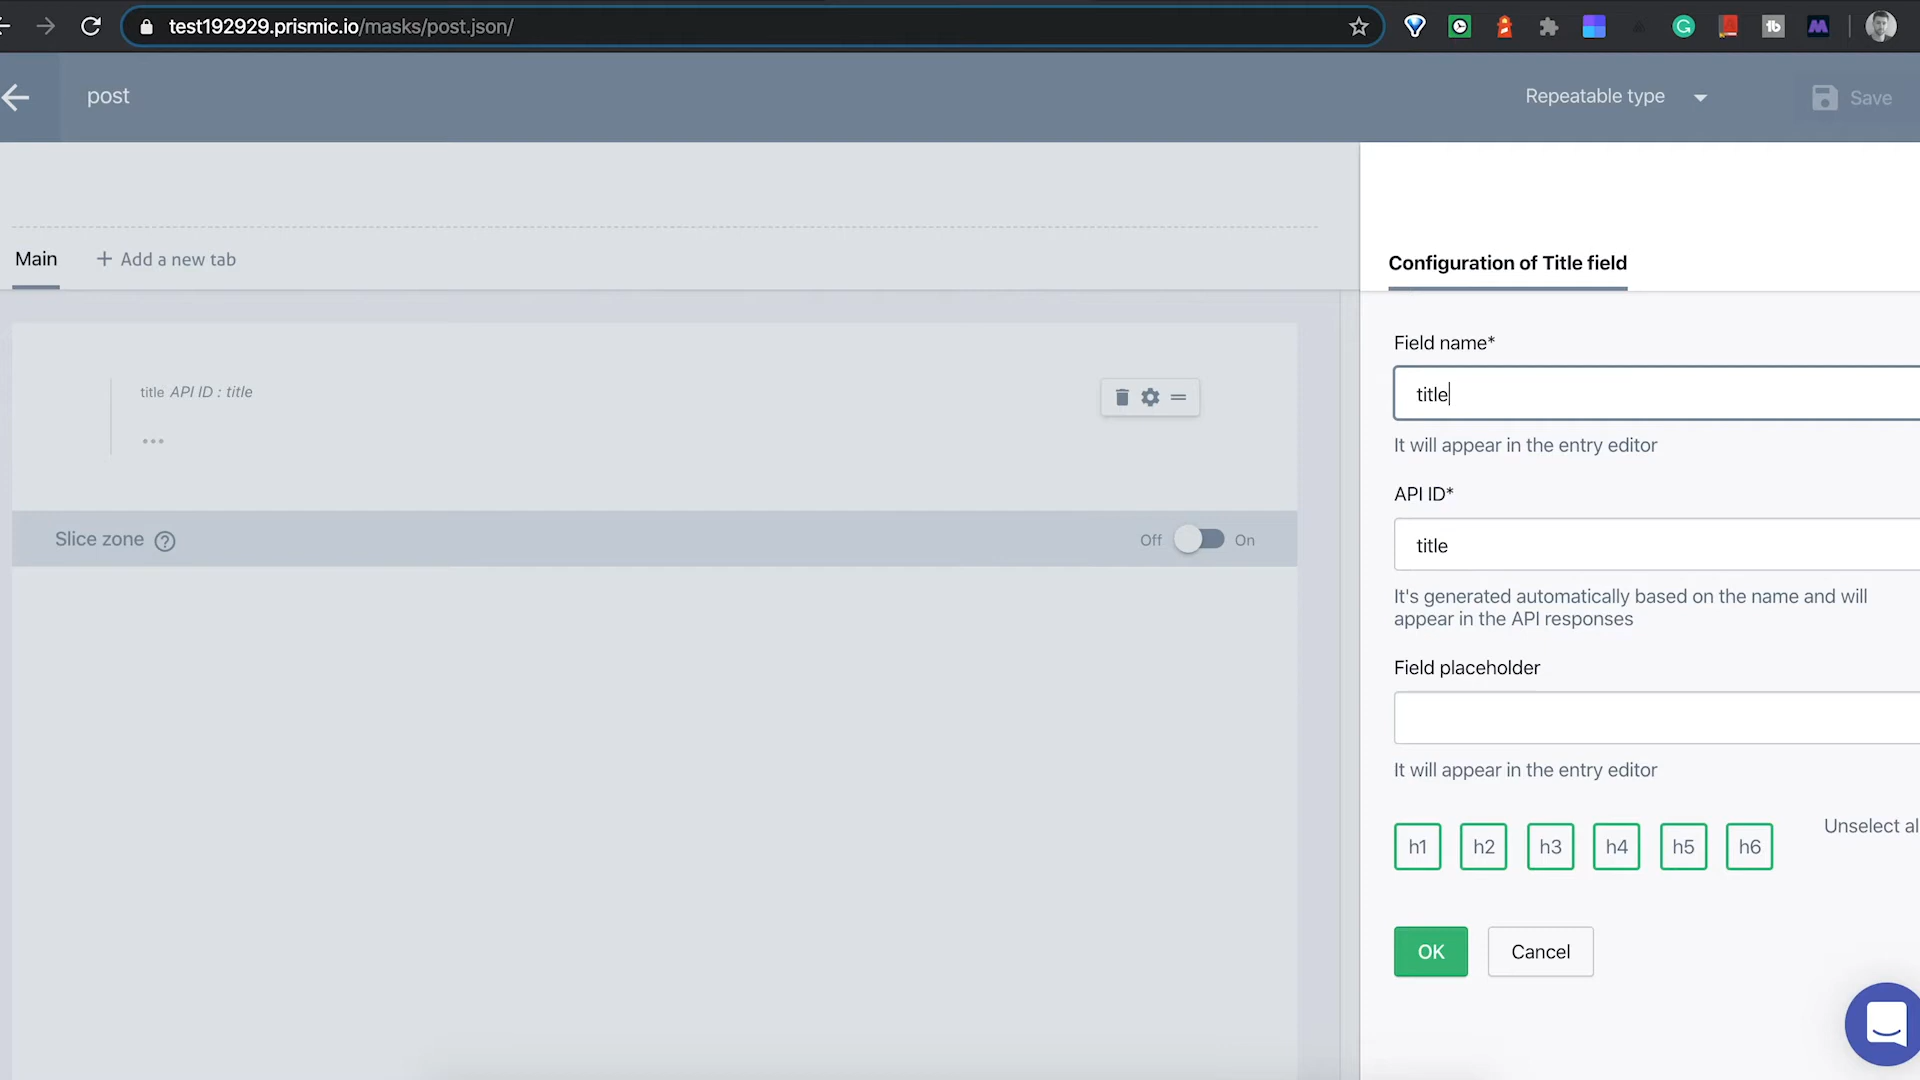 test192929.prismic.io/masks/post.json/
post
Repeatable type
Save
Main
+ Add a new tab
title API ID : title
Slice zone ?
Off
On
Configuration of Title field
Field name*
title
It will appear in the entry editor
API ID*
title
It's generated automatically based on the name and will
appear in the API responses
Field placeholder
It will appear in the entry editor
h1 h2 h3 h4 h5 h6
Unselect al
OK
Cancel